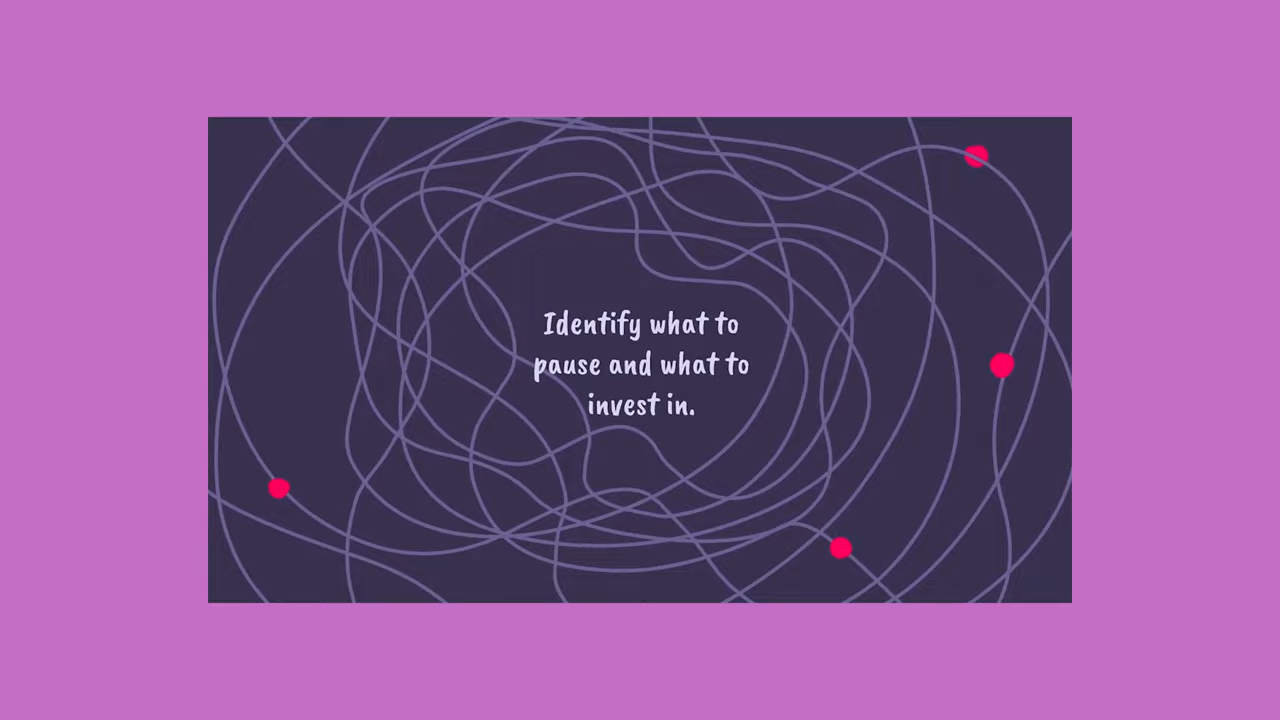 Identify what to
pause and what to
invest in.